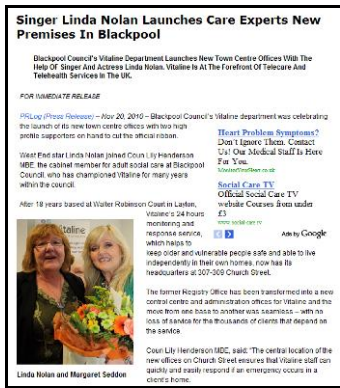 Singer Linda Nolan Launches Care Experts New
Premises In Blackpool
Blackpool Council's Vitaline Department Launches New Town Centre Offices With The
Help Of Singer And Actress Linda Nolan. Vitaline Is At The Forefront Of Telecare And
Telehealth Services In The UK.
FOR IMMEDIATE RELEASE
PRLog (Press Release) – Nov 20, 2010 – Blackpool Council's Vitaline department was celebrating
the launch of its new town centre offices with two high
profile supporters on hand to cut the official ribbon.
West End star Linda Nolan joined Coun Lily Henderson
MBE, the cabinet member for adult social care at Blackpool
Council, who has championed Vitaline for many years
within the council.
Heart Problem Symptoms?
Don't Ignore Them. Contact
Us! Our Medical Staff Is Here
For You.
Social Care TV
Official Social Care TV
website Courses from under
£3
www.social-care.tv
Ads by Google
After 18 years based at Walter Robinson Court in Layton,
Vitaline's 24 hours
monitoring and
response service,
which helps to
keep older and vulnerable people safe and able to live
independently in their own homes, now has its
headquarters at 307-309 Church Street.
The former Registry Office has been transformed into a new
control centre and administration offices for Vitaline and the
move from one base to another was seamless – with no
loss of service for the thousands of clients that depend on
the service.
Coun Lily Henderson MBE, said: "The central location of the
new offices on Church Street ensures that Vitaline staff can
quickly and easily respond if an emergency occurs in a
client's home.
Linda Nolan and Margaret Seddon